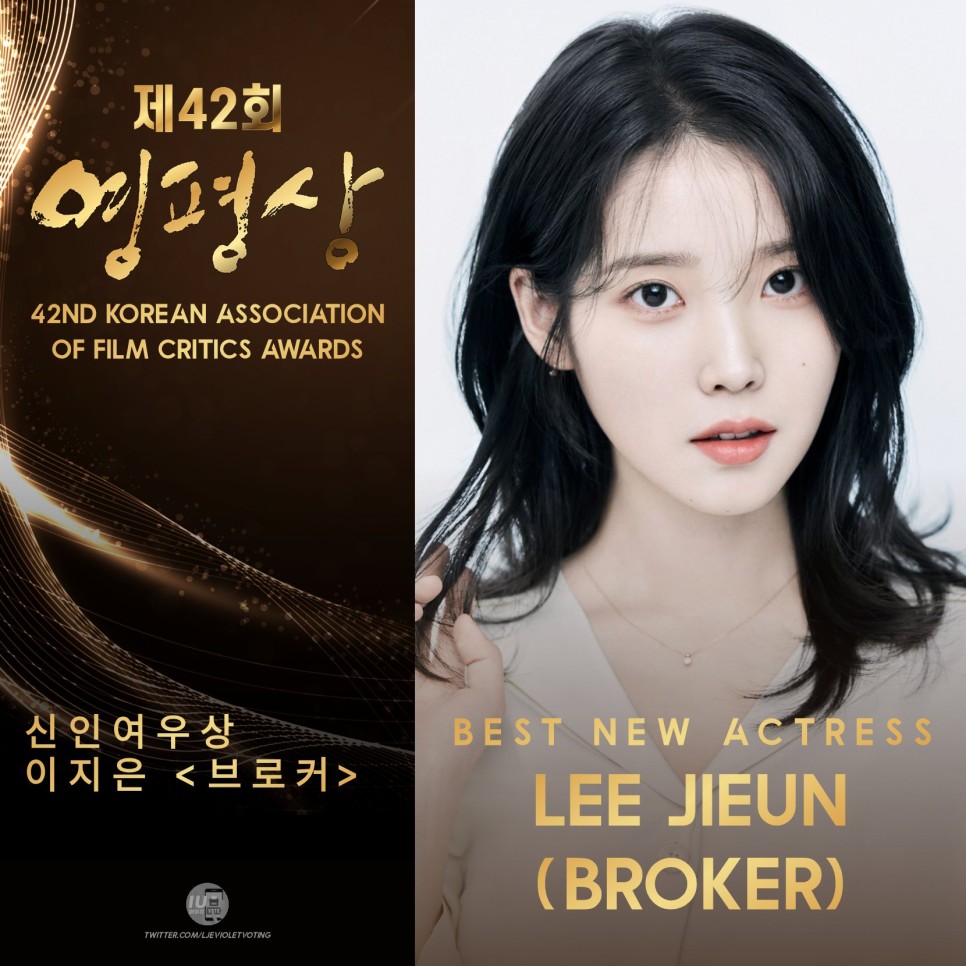 제42회
영평상
42ND KOREAN ASSOCIATION
OF FILM CRITICS AWARDS
신인여우상
이지은 <브로커>
IU
TWITTER.COM/LJEVIOLETVOTING
BEST NEW ACTRESS
LEE JIEUN
(BROKER)